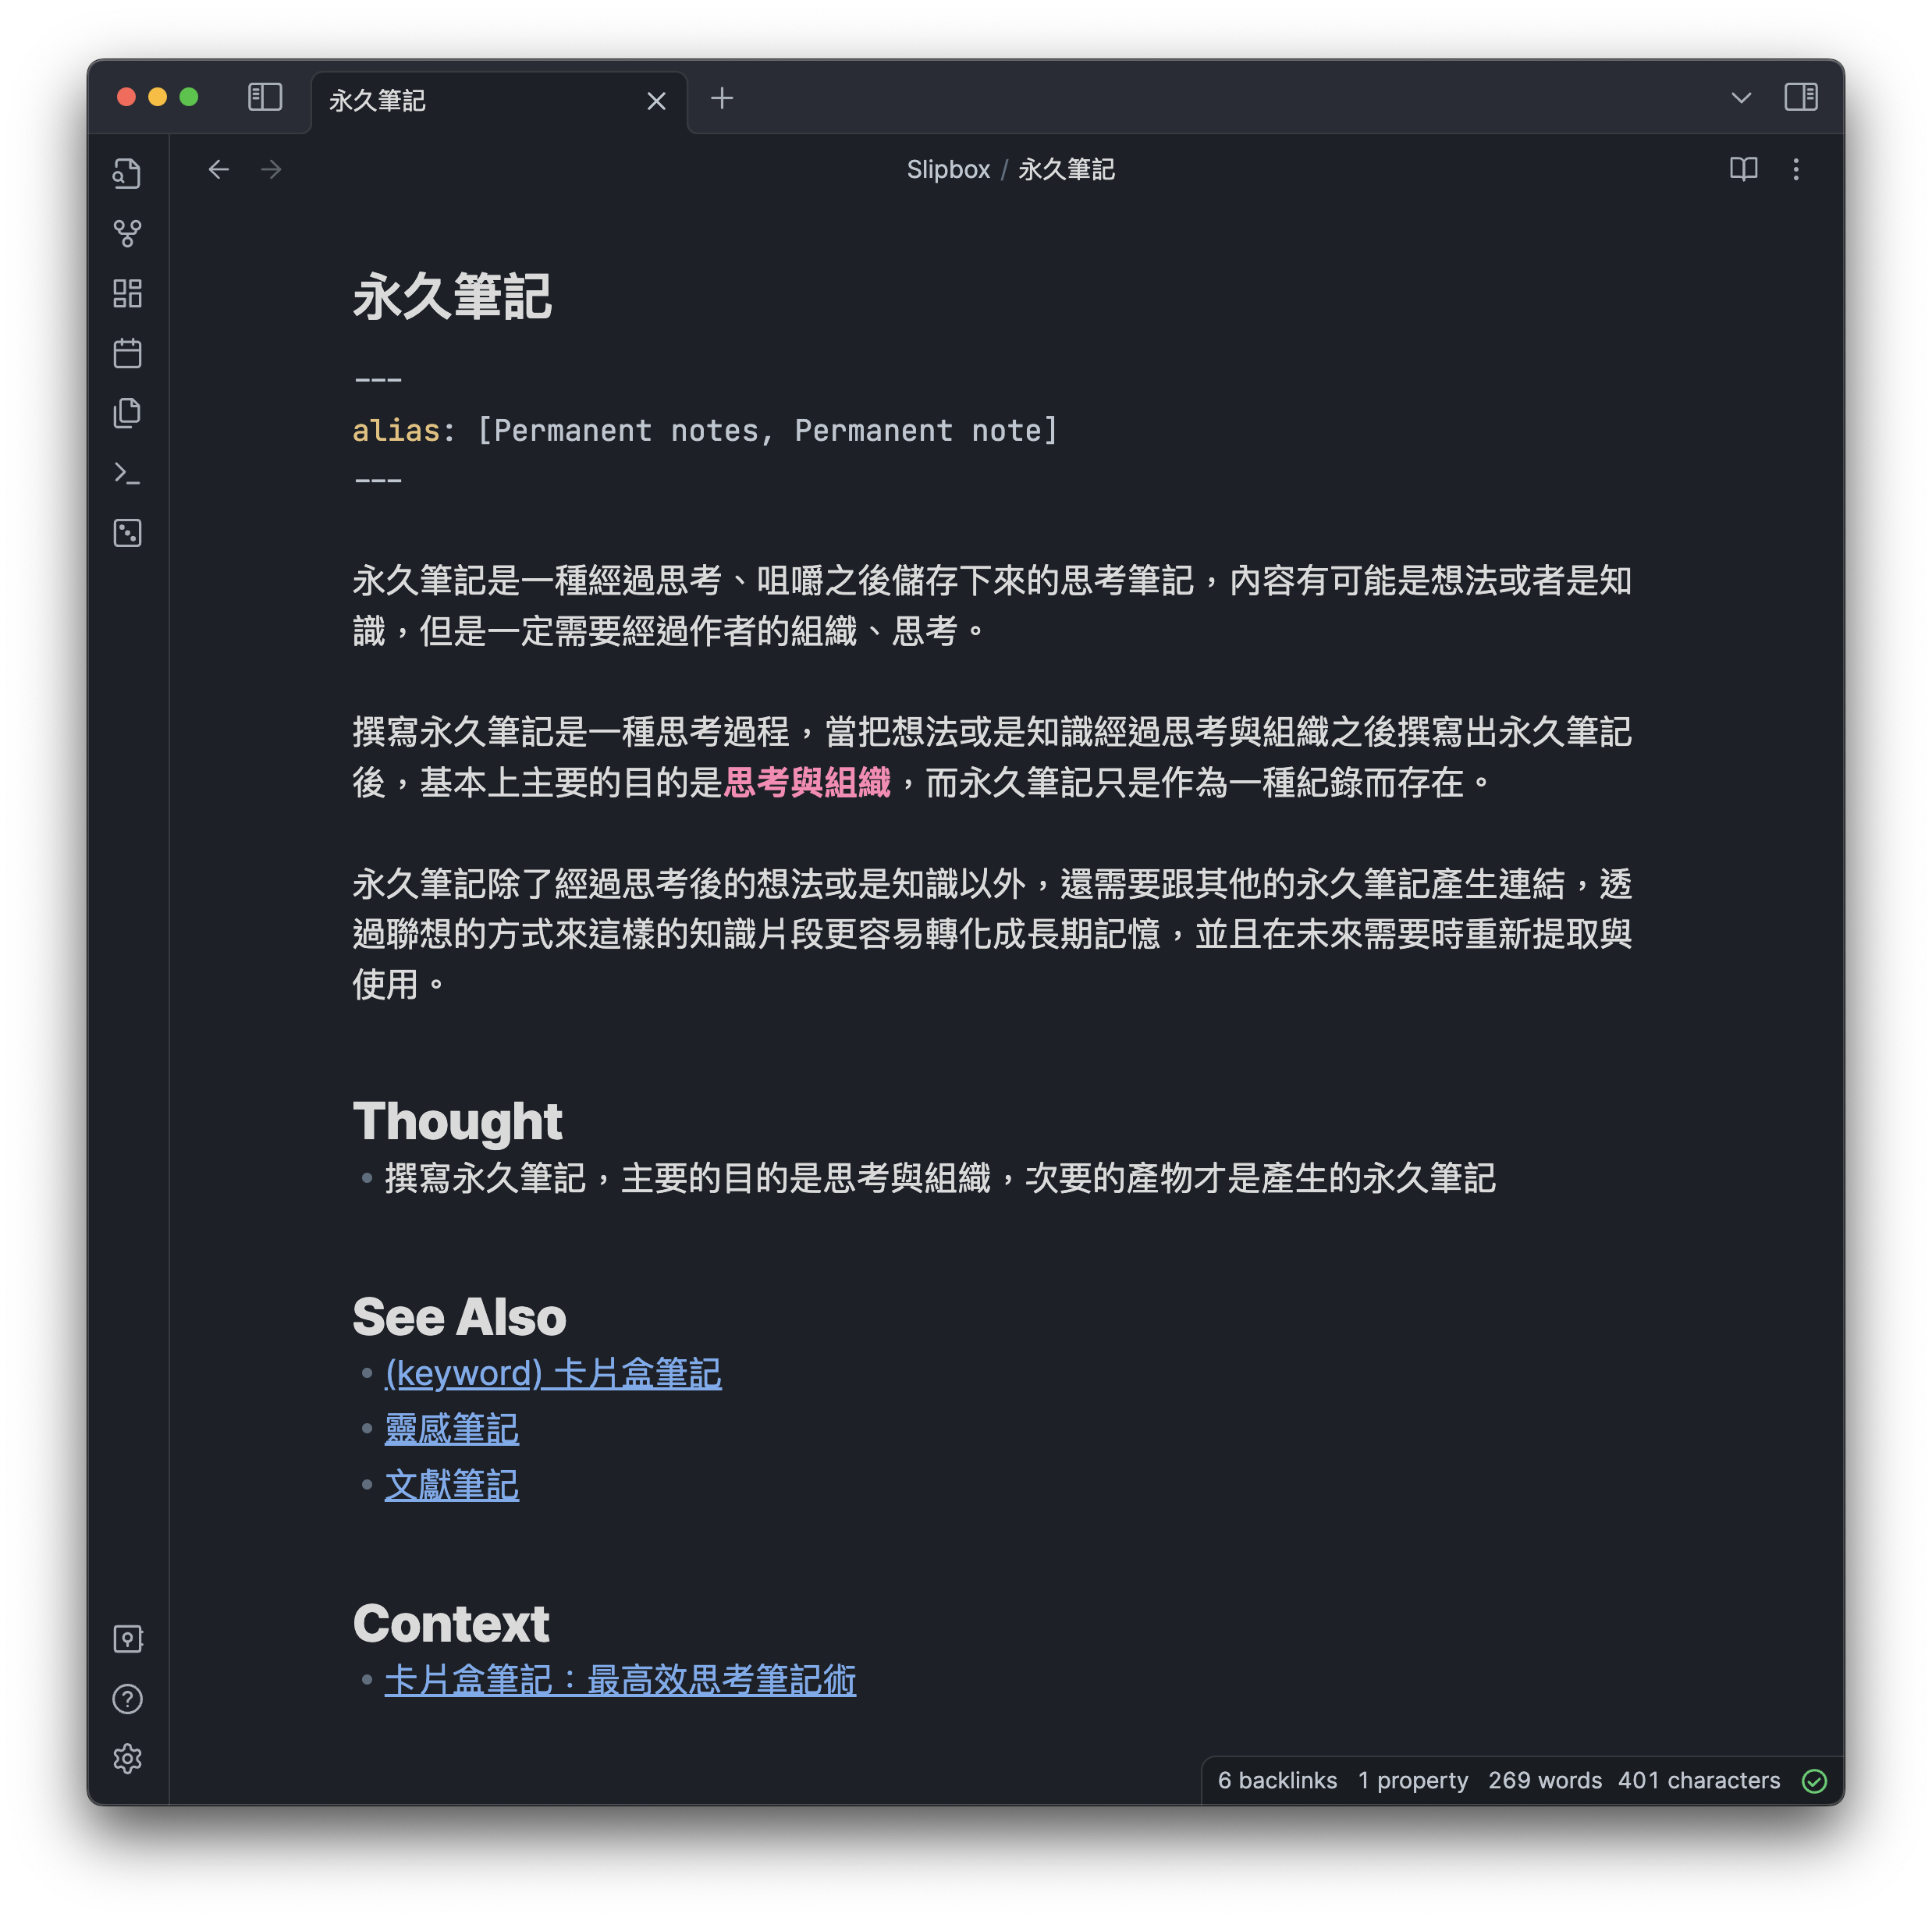 永久筆記
Slipbox / 永久筆記
永久筆記
---
alias: [Permanent notes, Permanent note]
---
永久筆記是一種經過思考、咀嚼之後儲存下來的思考筆記，內容有可能是想法或者是知
識，但是一定需要經過作者的組織、思考。
撰寫永久筆記是一種思考過程，當把想法或是知識經過思考與組織之後撰寫出永久筆記
後，基本上主要的目的是思考與組織，而永久筆記只是作為一種紀錄而存在。
永久筆記除了經過思考後的想法或是知識以外，還需要跟其他的永久筆記產生連結，透
過聯想的方式來這樣的知識片段更容易轉化成長期記憶，並且在未來需要時重新提取與
使用。
Thought
• 撰寫永久筆記，主要的目的是思考與組織，次要的產物才是產生的永久筆記
See Also
• (keyword) 卡片盒筆記
• 靈感筆記
• 文獻筆記
Context
• 卡片盒筆記：最高效思考筆記術
6 backlinks 1 property 269 words 401 characters